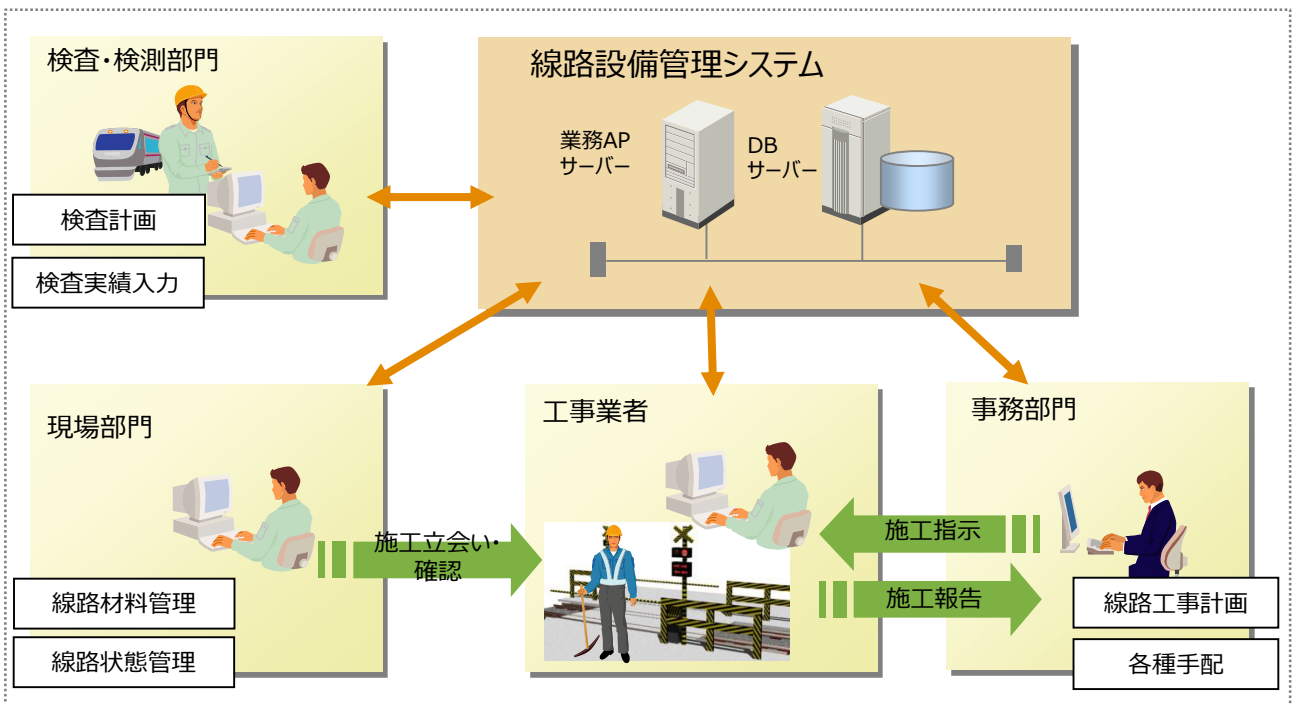 検査・検測部門
検査計画
検査実績入力
線路設備管理システム
業務AP
サーバー
DB
サーバー
現場部門
線路材料管理
線路状態管理
施工立会い・
確認
工事業者
施工指示
施工報告
事務部門
線路工事計画
各種手配